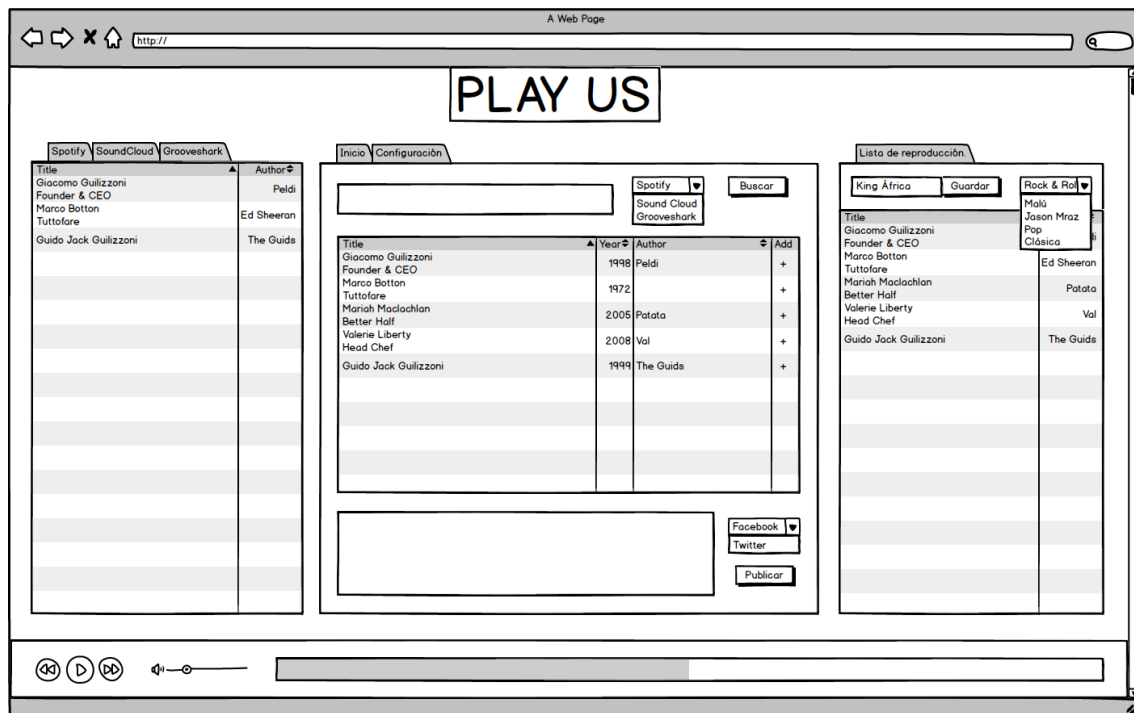 A Web Page
http://
PLAY US
Spotify SoundCloud Grooveshark
Title Author
Giacomo Guilizzoni
Founder & CEO
Peldi
Marco Botton
Tuttofare
Ed Sheeran
Guido Jack Guilizzoni The Guids
Inicio Configuración
Spotify
Sound Cloud
Grooveshark
Buscar
Title Year Author Add
Giacomo Guilizzoni
Founder & CEO
1998 Peldi +
Marco Botton
Tuttofare
1972 +
Mariah Maclachlan
Better Half
2005 Patata +
Valerie Liberty
Head Chef
2008 Val +
Guido Jack Guilizzoni 1999 The Guids +
Facebook
Twitter
Publicar
Lista de reproducción.
King África Guardar
Rock & Rol
Malú
Jason Mraz
Pop
Clásica
Title
Giacomo Guilizzoni
Founder & CEO
Marco Botton
Tuttofare
Ed Sheeran
Mariah Maclachlan
Better Half
Patata
Valerie Liberty
Head Chef
Val
Guido Jack Guilizzoni The Guids